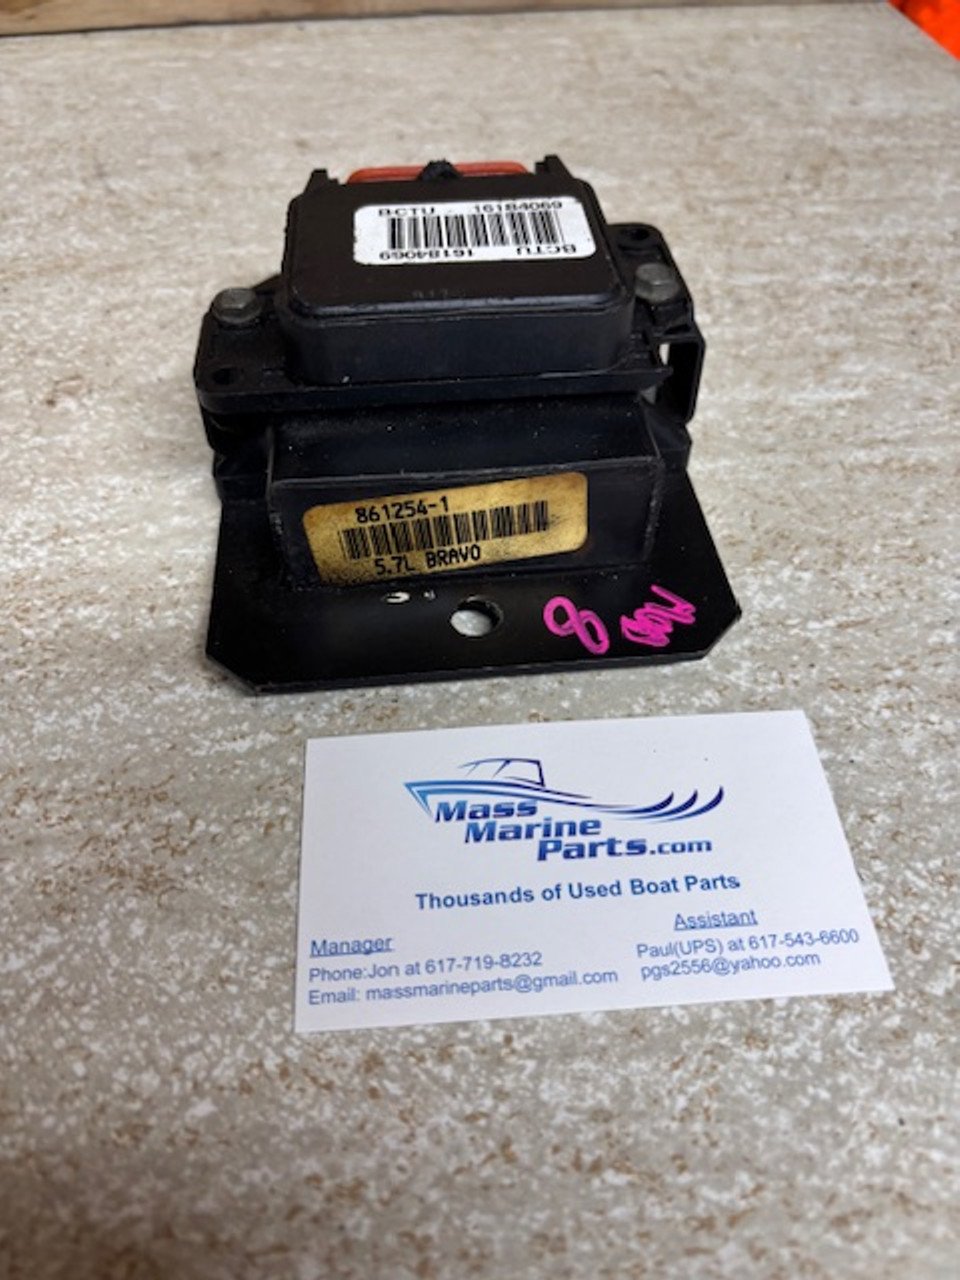 BCTU 16184069
BCTU 16184069
861254-1
5.7L BRAVO
8
Mass
Marine
Parts.com
Thousands of Used Boat Parts
Manager
Phone:Jon at 617-719-8232
Email: massmarineparts@gmail.com
Assistant
Paul(UPS) at 617-543-6600
pgs2556@yahoo.com